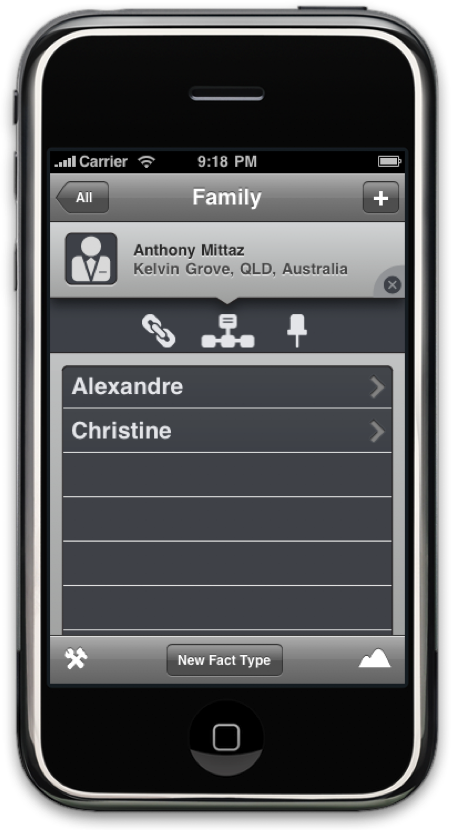 Carrier 9:18 PM
All Family +
Anthony Mittaz
Kelvin Grove, QLD, Australia
Alexandre
Christine
New Fact Type